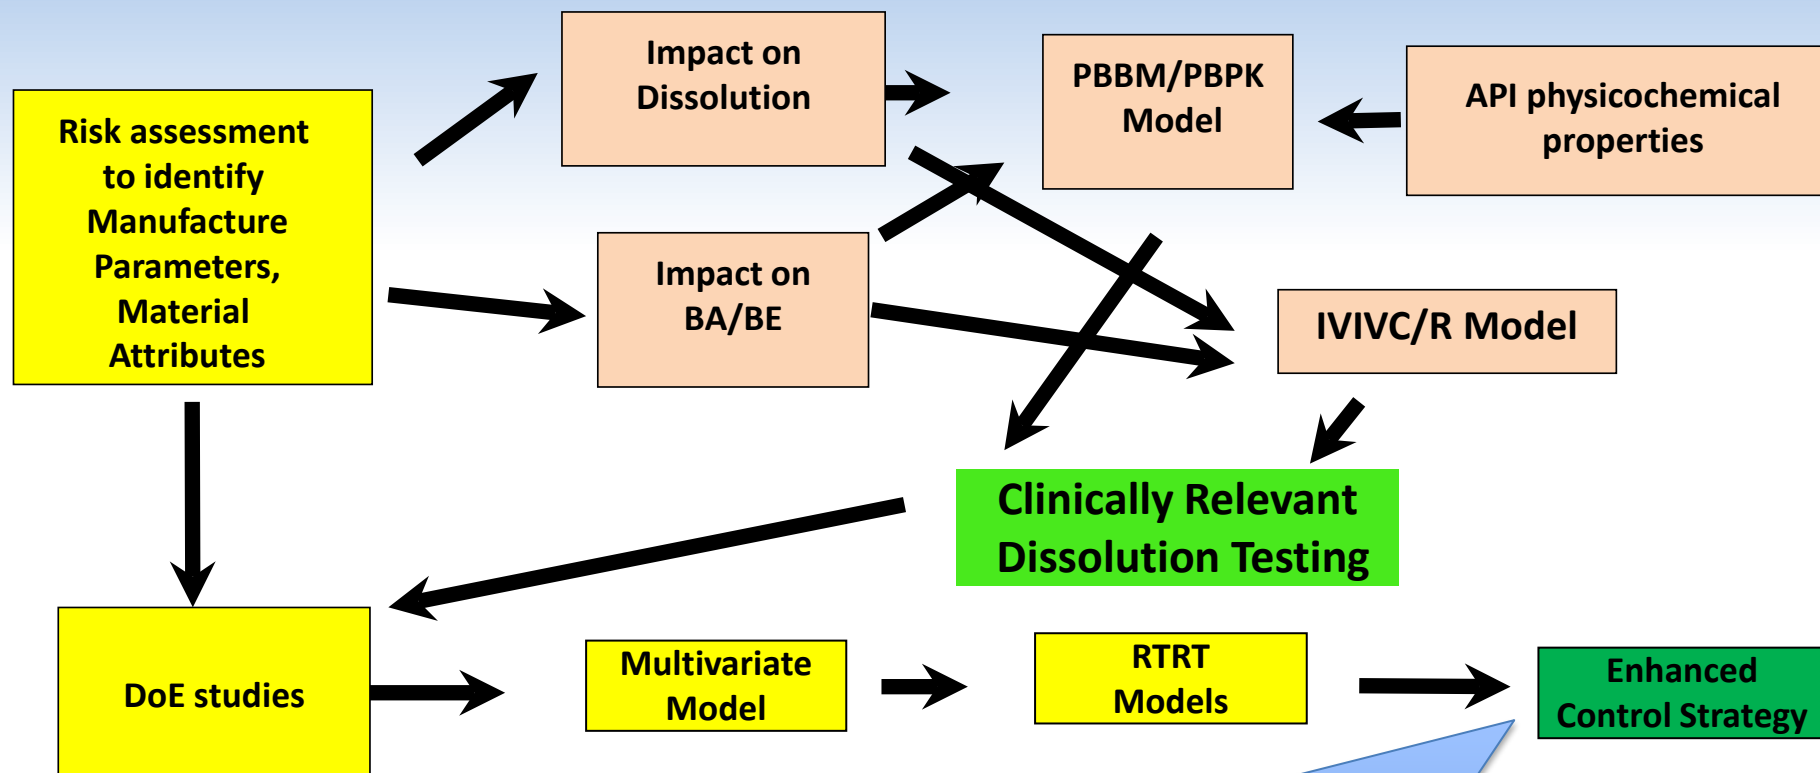 Risk assessment
to identify
Manufacture
Parameters,
Material
Attributes
Impact on
Dissolution
PBBM/PBPK
Model
API physicochemical
properties
Impact on
BA/BE
IVIVC/R Model
Clinically Relevant
Dissolution Testing
DoE studies
Multivariate
Model
RTRT
Models
Enhanced
Control Strategy